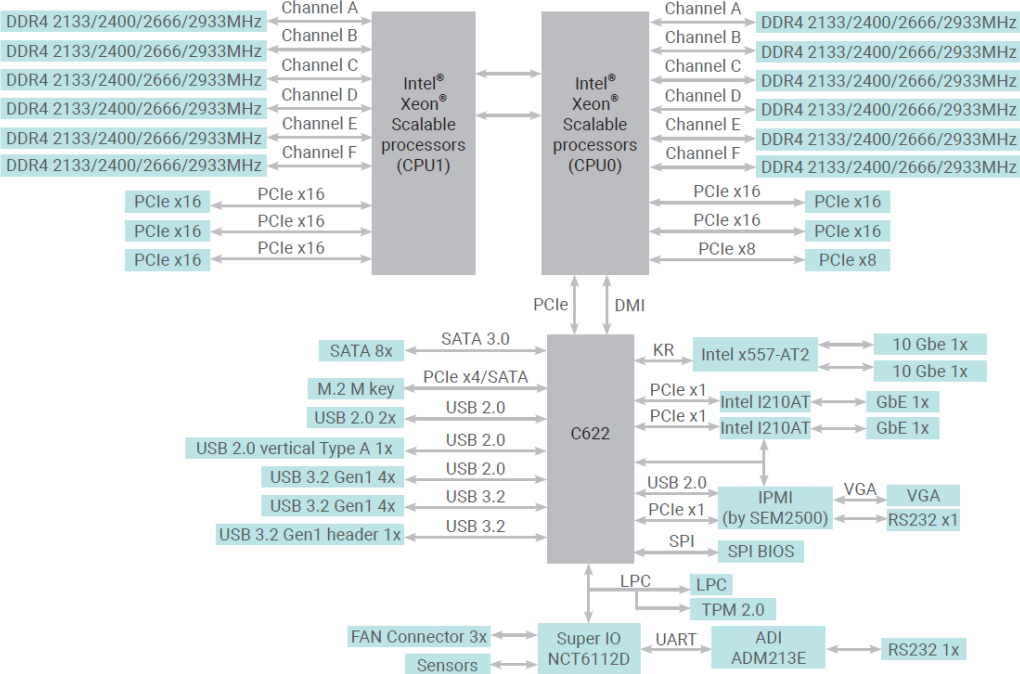 Channel A
DDR4 2133/2400/2666/2933MHz
Channel B
DDR4 2133/2400/2666/2933MHz
Channel C
DDR4 2133/2400/2666/2933MHz
Channel D
DDR4 2133/2400/2666/2933MHz
Channel E
DDR4 2133/2400/2666/2933MHz
Channel F
DDR4 2133/2400/2666/2933MHz
PCIe x16
PCIe x16
PCIe x16
PCIe x16
PCIe x16
PCIe x16
Intel®
Xeon®
Scalable
processors
(CPU1)
Intel®
Xeon®
Scalable
processors
(CPU0)
Channel A
DDR4 2133/2400/2666/2933MHz
Channel B
DDR4 2133/2400/2666/2933MHz
Channel C
DDR4 2133/2400/2666/2933MHz
Channel D
DDR4 2133/2400/2666/2933MHz
Channel E
DDR4 2133/2400/2666/2933MHz
Channel F
DDR4 2133/2400/2666/2933MHz
PCIe x16
PCIe x16
PCIe x16
PCIe x16
PCIe x8
PCIe x8
PCIe
DMI
SATA 8x
SATA 3.0
M.2 M key
PCIe x4/SATA
USB 2.0 2x
USB 2.0
USB 2.0 vertical Type A 1x
USB 2.0
USB 3.2 Gen1 4x
USB 2.0
USB 3.2 Gen1 4x
USB 3.2
USB 3.2 Gen1 header 1x
USB 3.2
C622
KR
Intel x557-AT2
10 Gbe 1x
10 Gbe 1x
PCIe x1
Intel I210AT
GbE 1x
PCIe x1
Intel I210AT
GbE 1x
USB 2.0
PCIe x1
IPMI
(by SEM2500)
VGA
VGA
RS232 x1
SPI
SPI BIOS
LPC
LPC
TPM 2.0
FAN Connector 3x
Sensors
Super IO
NCT6112D
UART
ADI
ADM213E
RS232 1x